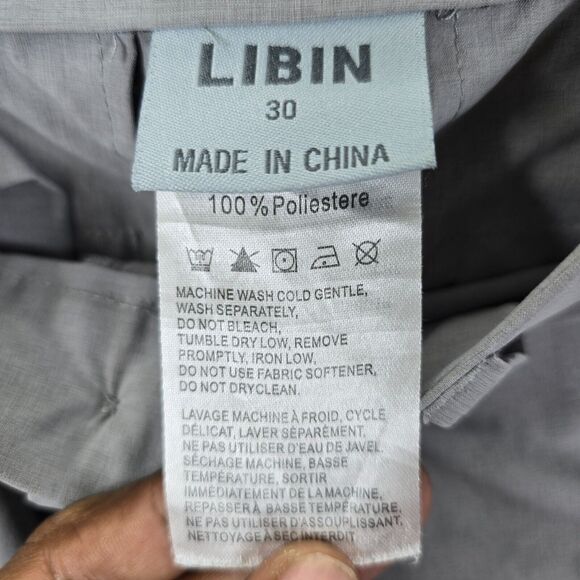 LIBIN
30
MADE IN CHINA
100%Poliestere
MACHINE WASH COLD GENTLE,
WASH SEPARATELY,
DO NOT BLEACH,
TUMBLE DRY LOW, REMOVE
PROMPTLY, IRON LOW,
DO NOT USE FABRIC SOFTENER,
DO NOT DRYCLEAN.
LAVAGE MACHINE À FROID, CYCLE
DÉLICAT, LAVER SÉPARÉMENT,
NE PAS UTILISER D'EAU DE JAVEL.
SÉCHAGE MACHINE, BASSE
TEMPÉRATURE, SORTIR
IMMÉDIATEMENT DE LA MACHINE,
REPASSER À BASSE TEMPÉRATURE,
NE PAS UTILISER D'ASSOUPLISSANT,
NETTOYAGE À SEC INTERDIT